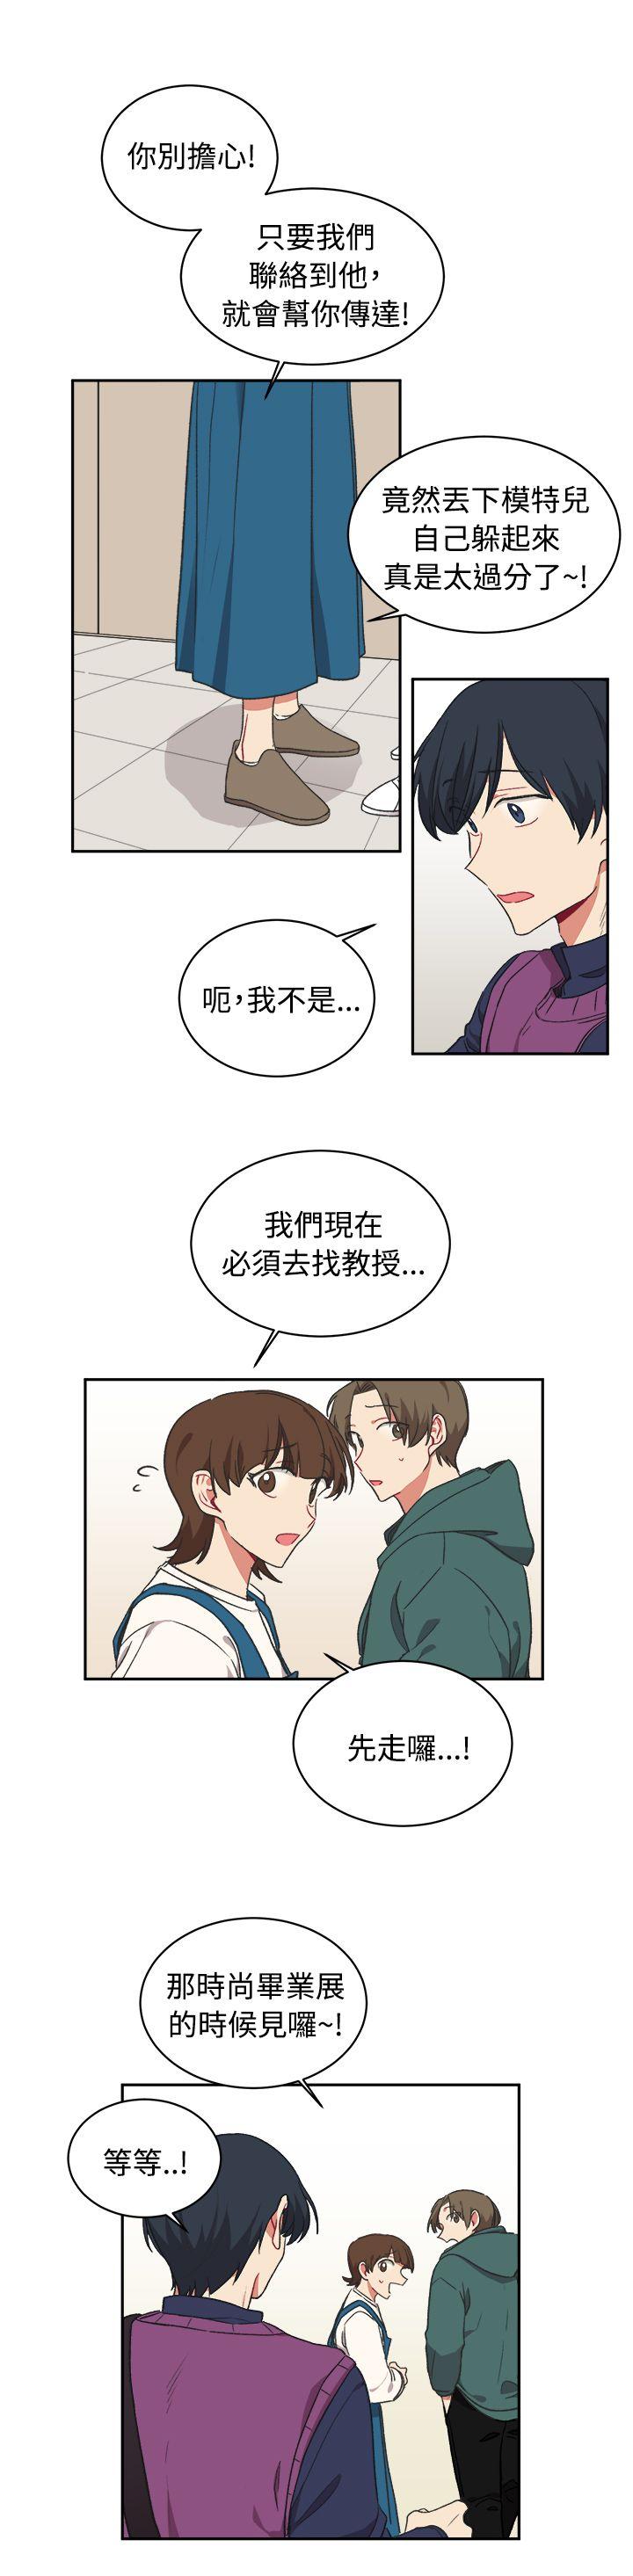 你別擔心!
只要我們
聯絡到他,
就會幫你傳達!
竟然丟下模特兒
自己躲起來
真是太過分了~!
呃,我不是...
我們現在
必須去找教授...
先走囉...!
那時尚畢業展
的時候見囉~!
等等..!